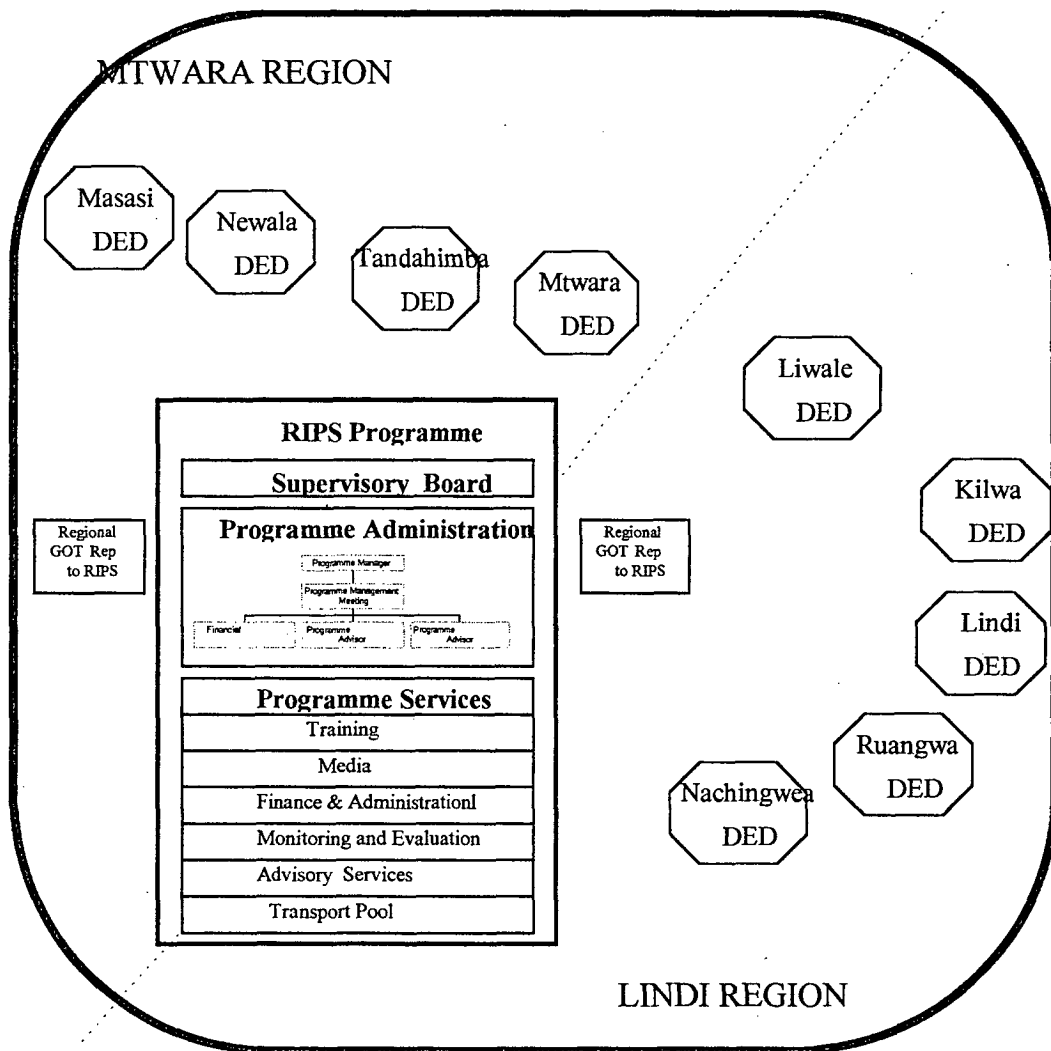 MTWARA REGION
Masasi
DED
Newala
DED
Tandahimba
DED
Mtwara
DED
Liwale
DED
Kilwa
DED
Lindi
DED
Ruangwa
DED
Nachingwea
DED
RIPS Programme
Supervisory Board
Programme Administration
Programme Manager
Programme Management
Meeting
Financial
Programme
Advisor
Programme
Advisor
Regional
GOT Rep
to RIPS
Regional
GOT Rep
to RIPS
Programme Services
Training
Media
Finance & Administrationl
Monitoring and Evaluation
Advisory Services
Transport Pool
LINDI REGION